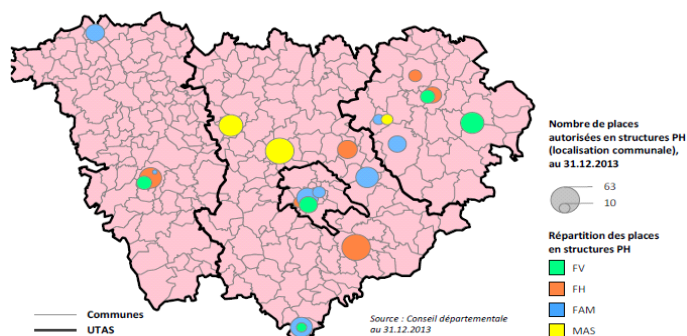 Nombre de places
autorisées en structures PH
(localisation communale),
au 31.12.2013
63
10
Répartition des places
en structures PH
FV
FH
FAM
MAS
Communes
UTAS
Source : Conseil départementale
au 31.12.2013